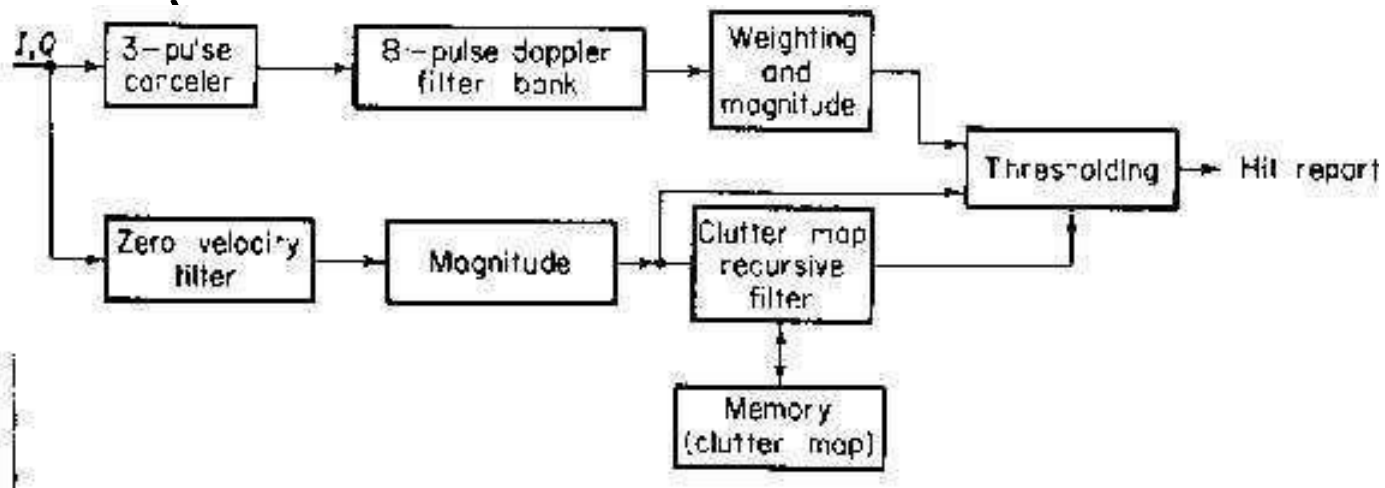 I,Q
3-pulse
canceler
8-pulse doppler
filter bank
Weighting
and
magnitude
Thresholding
Hit report
Zero velocity
filter
Magnitude
Clutter map
recursive
filter
Memory
(clutter map)